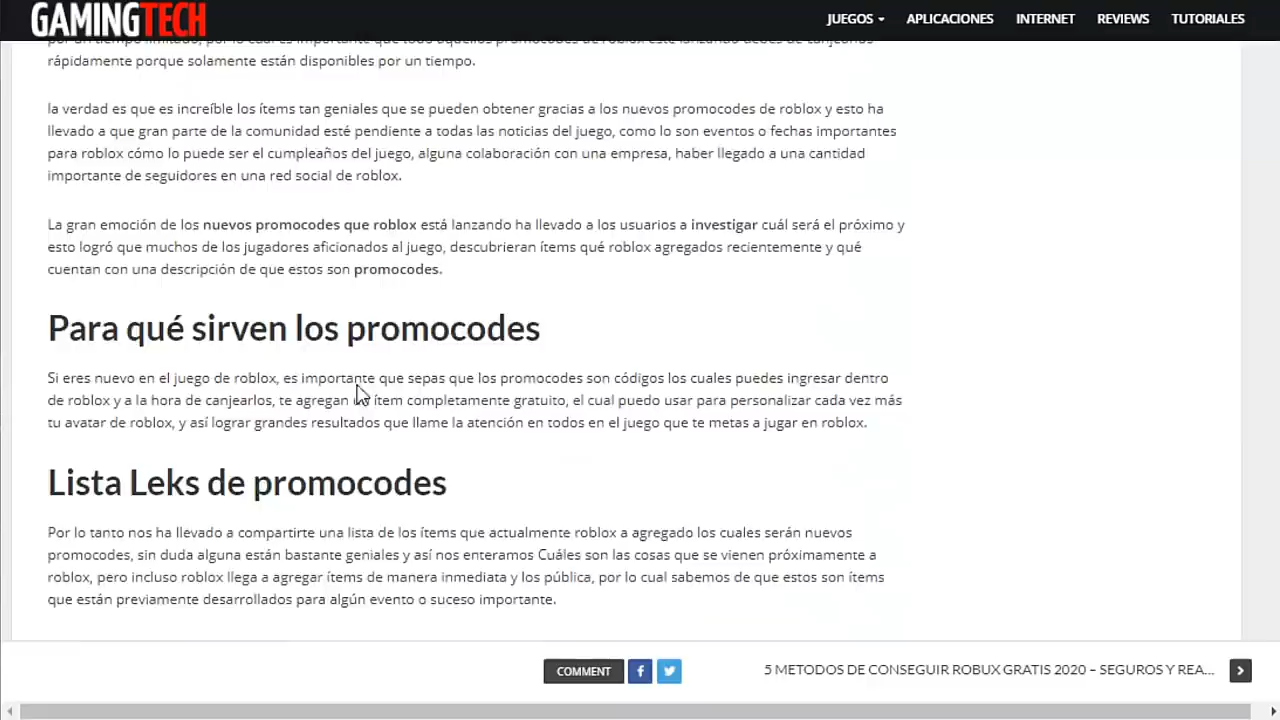 GAMINGTECH
JUEGOS
APLICACIONES
INTERNET
REVIEWS
TUTORIALES
por un tiempo limitado, por lo cual es importante que todo aquellos promocodes de roblox esté lanzando debes de canjearlos
rápidamente porque solamente están disponibles por un tiempo.
la verdad es que es increíble los ítems tan geniales que se pueden obtener gracias a los nuevos promocodes de roblox y esto ha
llevado a que gran parte de la comunidad esté pendiente a todas las noticias del juego, como lo son eventos o fechas importantes
para roblox cómo lo puede ser el cumpleaños del juego, alguna colaboración con una empresa, haber llegado a una cantidad
importante de seguidores en una red social de roblox.
La gran emoción de los nuevos promocodes que roblox está lanzando ha llevado a los usuarios a investigar cuál será el próximo y
esto logró que muchos de los jugadores aficionados al juego, descubrieran ítems qué roblox agregados recientemente y qué
cuentan con una descripción de que estos son promocodes.
Para qué sirven los promocodes
Si eres nuevo en el juego de roblox, es importante que sepas que los promocodes son códigos los cuales puedes ingresar dentro
de roblox y a la hora de canjearlos, te agregan un ítem completamente gratuito, el cual puedo usar para personalizar cada vez más
tu avatar de roblox, y así lograr grandes resultados que llame la atención en todos en el juego que te metas a jugar en roblox.
Lista Leks de promocodes
Por lo tanto nos ha llevado a compartirte una lista de los ítems que actualmente roblox a agregado los cuales serán nuevos
promocodes, sin duda alguna están bastante geniales y así nos enteramos Cuáles son las cosas que se vienen próximamente a
roblox, pero incluso roblox llega a agregar ítems de manera inmediata y los pública, por lo cual sabemos de que estos son ítems
que están previamente desarrollados para algún evento o suceso importante.
COMMENT
5 METODOS DE CONSEGUIR ROBUX GRATIS 2020 – SEGUROS Y REA...